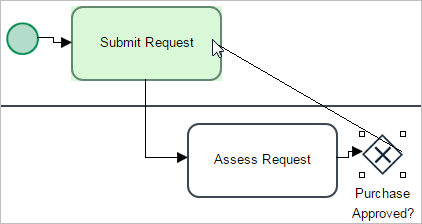 Submit Request
Assess Request
Purchase
Approved?